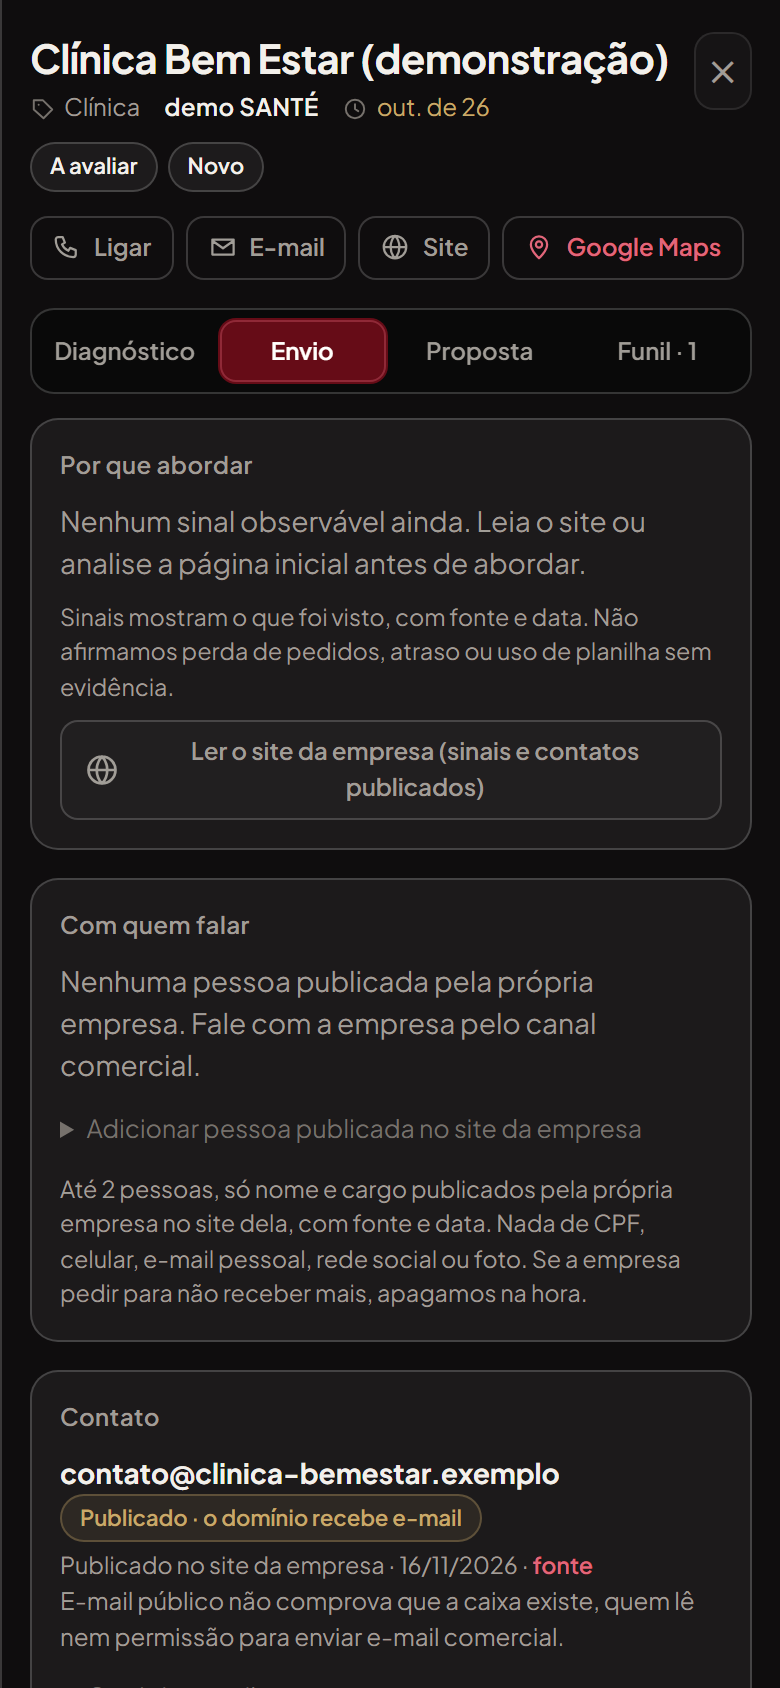 Clínica Bem Estar (demonstração)
Clínica demo SANTÉ out. de 26
A avaliar Novo
Ligar E-mail Site Google Maps
Diagnóstico Envio Proposta Funil · 1
Por que abordar
Nenhum sinal observável ainda. Leia o site ou
analise a página inicial antes de abordar.
Sinais mostram o que foi visto, com fonte e data. Não
afirmamos perda de pedidos, atraso ou uso de planilha sem
evidência.
Ler o site da empresa (sinais e contatos
publicados)
Com quem falar
Nenhuma pessoa publicada pela própria
empresa. Fale com a empresa pelo canal
comercial.
Adicionar pessoa publicada no site da empresa
Até 2 pessoas, só nome e cargo publicados pela própria
empresa no site dela, com fonte e data. Nada de CPF,
celular, e-mail pessoal, rede social ou foto. Se a empresa
pedir para não receber mais, apagamos na hora.
Contato
contato@clinica-bemestar.exemplo
Publicado · o domínio recebe e-mail
Publicado no site da empresa · 16/11/2026 · fonte
E-mail público não comprova que a caixa existe, quem lê
nem permissão para enviar e-mail comercial.